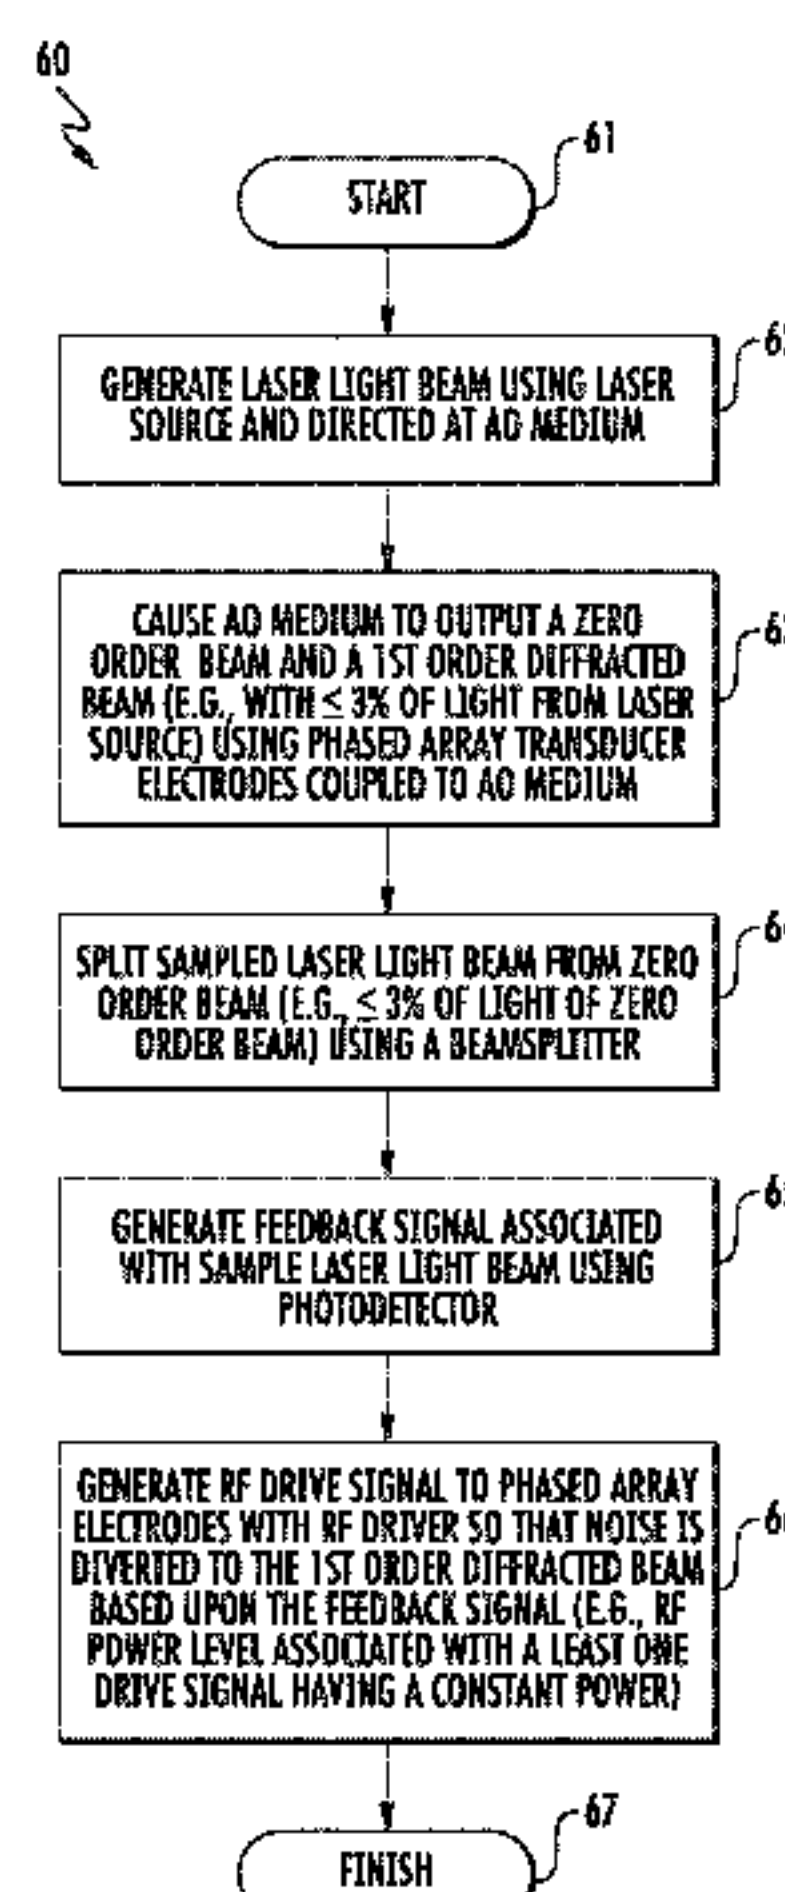 60
61
START
GENERATE LASER LIGHT BEAM USING LASER
SOURCE AND DIRECTED AT AO MEDIUM
CAUSE AO MEDIUM TO OUTPUT A ZERO
ORDER BEAM AND A 1ST ORDER DIFFRACTED
BEAM (E.G., WITH ≤ 3% OF LIGHT FROM LASER
SOURCE) USING PHASED ARRAY TRANSDUCER
ELECTRODES COUPLED TO AO MEDIUM
SPLIT SAMPLED LASER LIGHT BEAM FROM ZERO
ORDER BEAM (E.G., ≤ 3% OF LIGHT OF ZERO
ORDER BEAM) USING A BEAMSPLITTER
GENERATE FEEDBACK SIGNAL ASSOCIATED
WITH SAMPLE LASER LIGHT BEAM USING
PHOTODETECTOR
GENERATE RF DRIVE SIGNAL TO PHASED ARRAY
ELECTRODES WITH RF DRIVER SO THAT NOISE IS
DIVERTED TO THE 1ST ORDER DIFFRACTED BEAM
BASED UPON THE FEEDBACK SIGNAL (E.G., RF
POWER LEVEL ASSOCIATED WITH A LEAST ONE
DRIVE SIGNAL HAVING A CONSTANT POWER)
67
FINISH